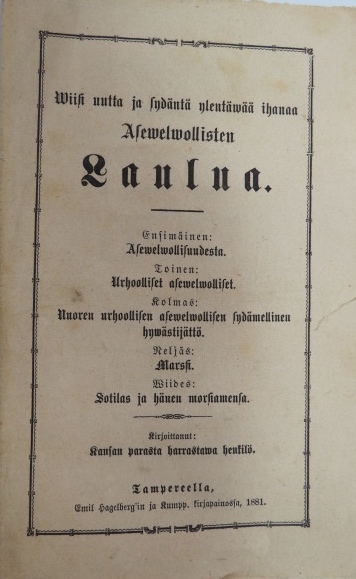 Wiisi uutta ja sydäntä ylentäwää ihanaa
Asewelwollisten
Laulua.
Ensimäinen:
Asewelwollisuudesta.
Toinen:
Urhoolliset asewelwolliset.
Kolmas:
Nuoren urhoollisen asewelwollisen sydämellinen
hywästijättö.
Neljäs:
Marssi.
Wiides:
Sotilas ja hänen morsiamensa.
Kirjoittanut:
Kansan parasta harrastawa henkilö.
Tampereella,
Emil Hagelberg'in ja Kumpp. kirjapainossa, 1881.